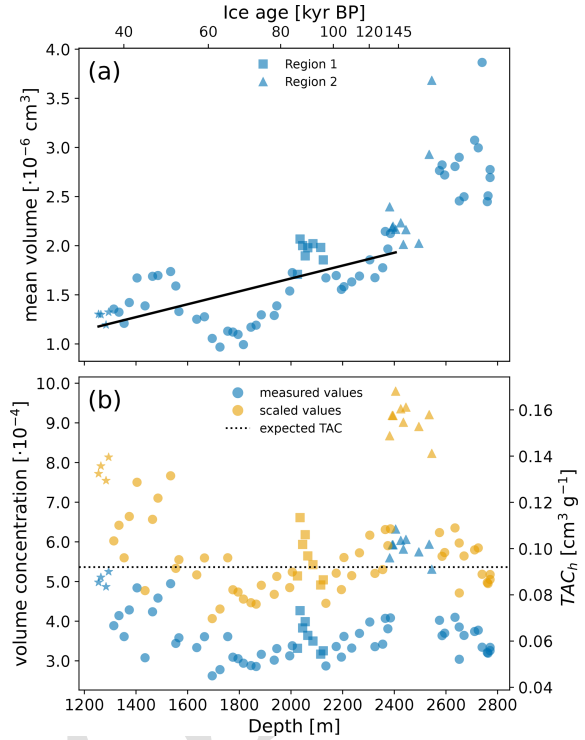 Ice age [kyr BP]
40 60 80 100 120 145
(a)
Region 1
Region 2
4.0
3.5
3.0
2.5
2.0
1.5
1.0
mean volume [·10⁻⁶ cm³]
(b)
measured values
scaled values
expected TAC
10.0
9.0
8.0
7.0
6.0
5.0
4.0
3.0
volume concentration [·10⁻⁴]
0.16
0.14
0.12
0.10
0.08
0.06
0.04
TACₕ [cm³ g⁻¹]
1200 1400 1600 1800 2000 2200 2400 2600 2800
Depth [m]